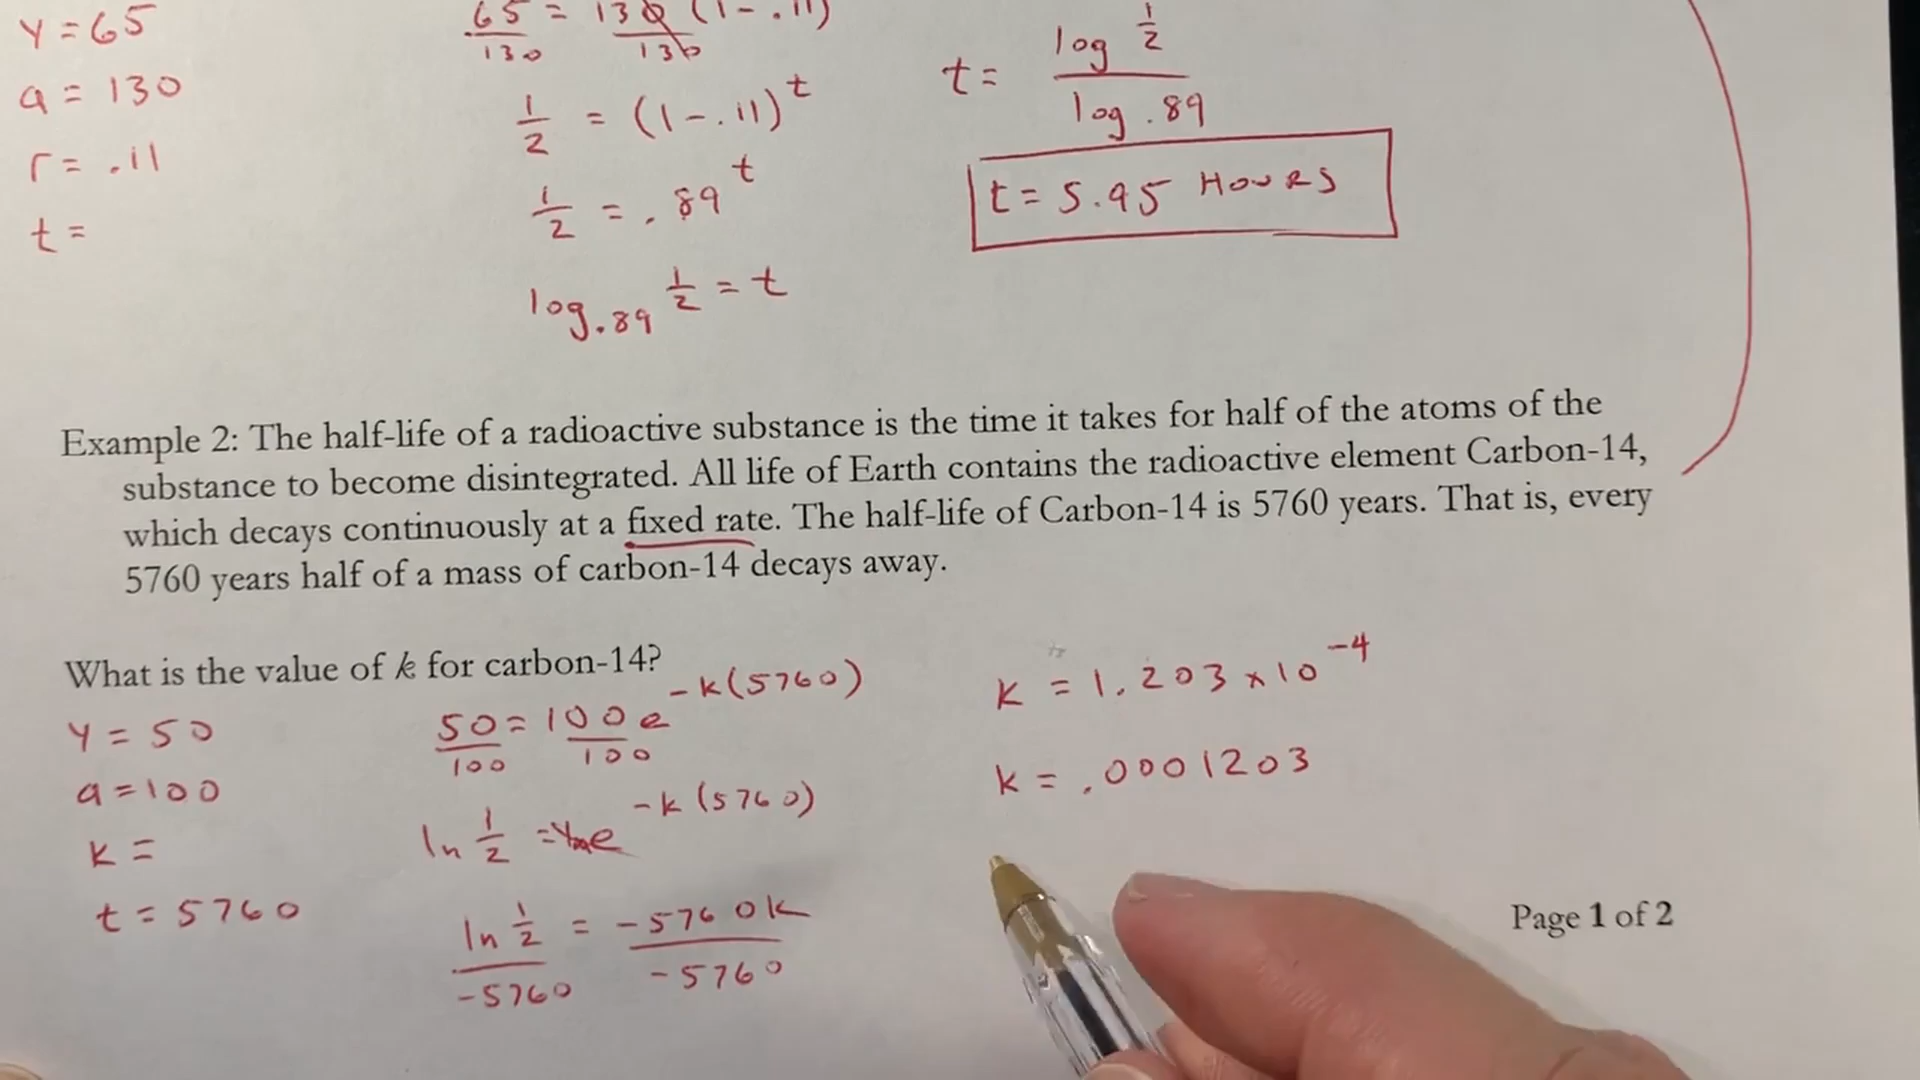 y = 65
a = 130
r = .11
t =
65/130 = 130/130 (1 - .11)
1/2 = (1 - .11)^t
1/2 = .89^t
log.89 1/2 = t
t = log 1/2 / log .89
t = 5.95 HOURS
Example 2: The half-life of a radioactive substance is the time it takes for half of the atoms of the
substance to become disintegrated. All life of Earth contains the radioactive element Carbon-14,
which decays continuously at a fixed rate. The half-life of Carbon-14 is 5760 years. That is, every
5760 years half of a mass of carbon-14 decays away.
What is the value of k for carbon-14?
y = 50
a = 100
k =
t = 5760
50/100 = 100/100 e^-k(5760)
ln 1/2 = ln e^-k(5760)
ln 1/2 / -5760 = -5760k / -5760
k = 1.203 x 10^-4
k = .0001203
Page 1 of 2